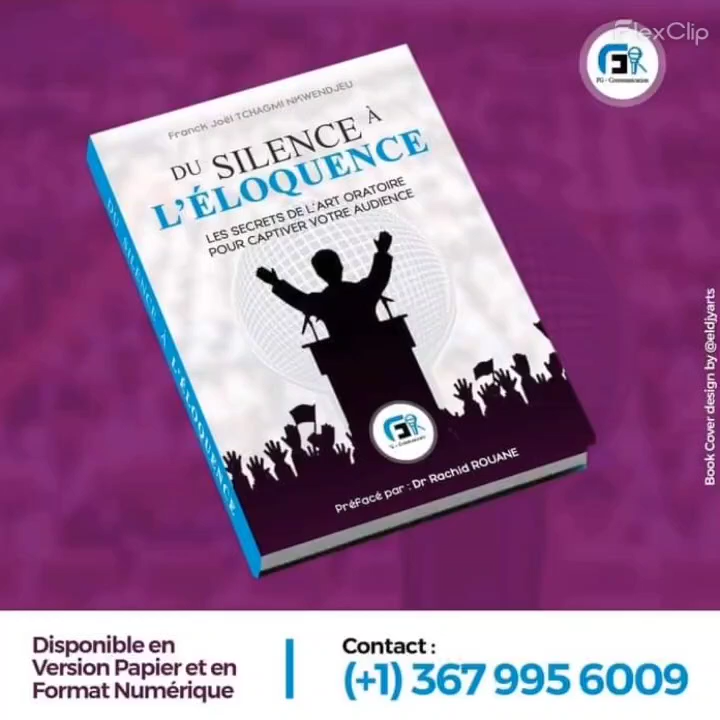 FlexClip
FG - Communication
Franck Joël TCHAGMI NKWENDJEU
DU SILENCE À
L'ÉLOQUENCE
LES SECRETS DE L'ART ORATOIRE
POUR CAPTIVER VOTRE AUDIENCE
Préfacé par : Dr Rachid ROUANE
DU SILENCE À L'ÉLOQUENCE
Book Cover design by @eldjyarts
Disponible en
Version Papier et en
Format Numérique
Contact :
(+1) 367 995 6009